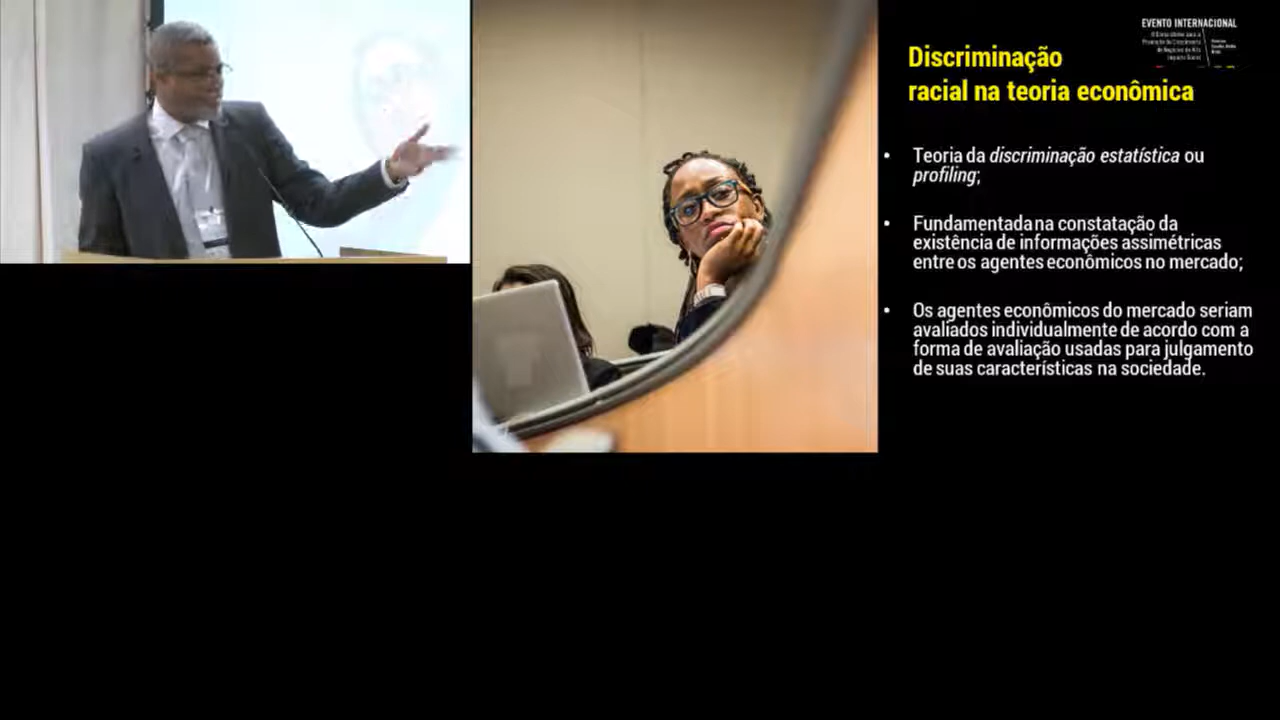 EVENTO INTERNACIONAL
Discriminação
racial na teoria econômica
• Teoria da discriminação estatística ou
profiling;
• Fundamentada na constatação da
existência de informações assimétricas
entre os agentes econômicos no mercado;
• Os agentes econômicos do mercado seriam
avaliados individualmente de acordo com a
forma de avaliação usadas para julgamento
de suas características na sociedade.